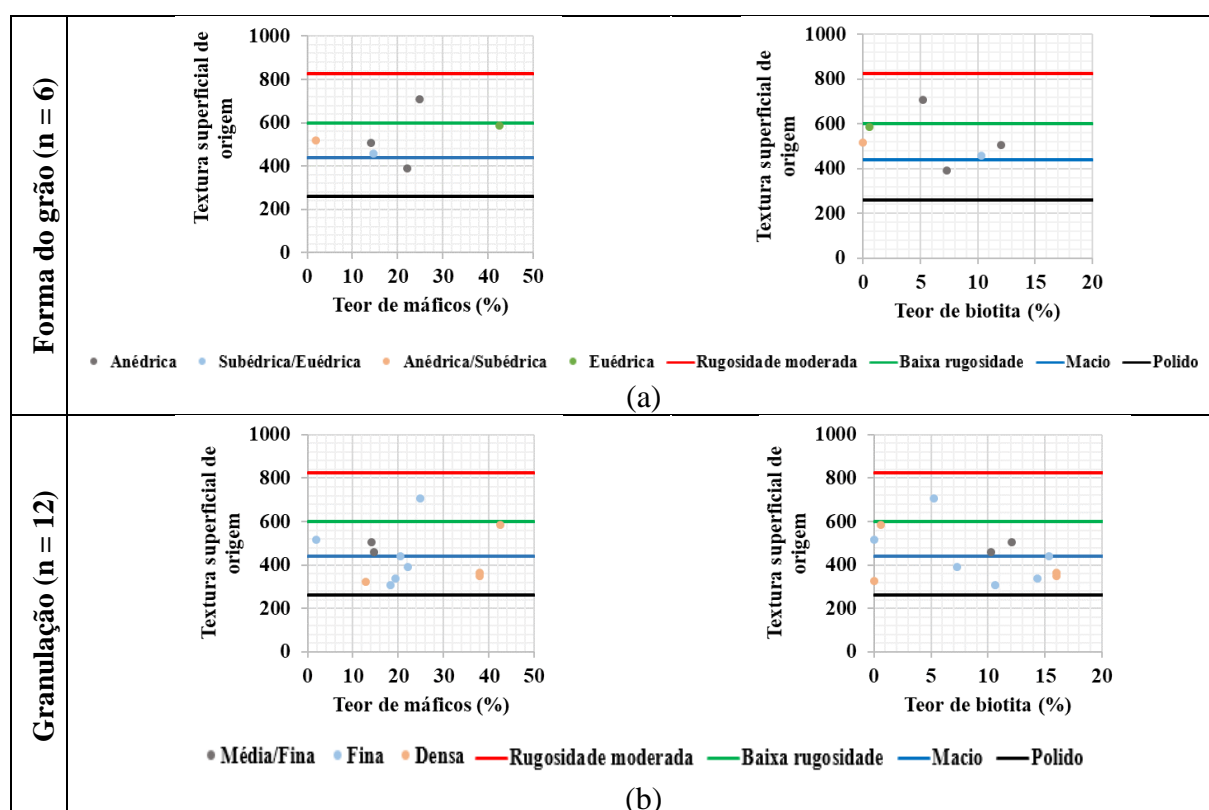 Forma do grão (n = 6)
Textura superficial de
origem
1000
800
600
400
200
0
0 10 20 30 40 50
Teor de máficos (%)
Textura superficial de
origem
1000
800
600
400
200
0
0 5 10 15 20
Teor de biotita (%)
Anédrica Subédrica/Euédrica Anédrica/Subédrica Euédrica Rugosidade moderada Baixa rugosidade Macio Polido
(a)
Granulação (n = 12)
Textura superficial de
origem
1000
800
600
400
200
0
0 10 20 30 40 50
Teor de máficos (%)
Textura superficial de
origem
1000
800
600
400
200
0
0 5 10 15 20
Teor de biotita (%)
Média/Fina Fina Densa Rugosidade moderada Baixa rugosidade Macio Polido
(b)